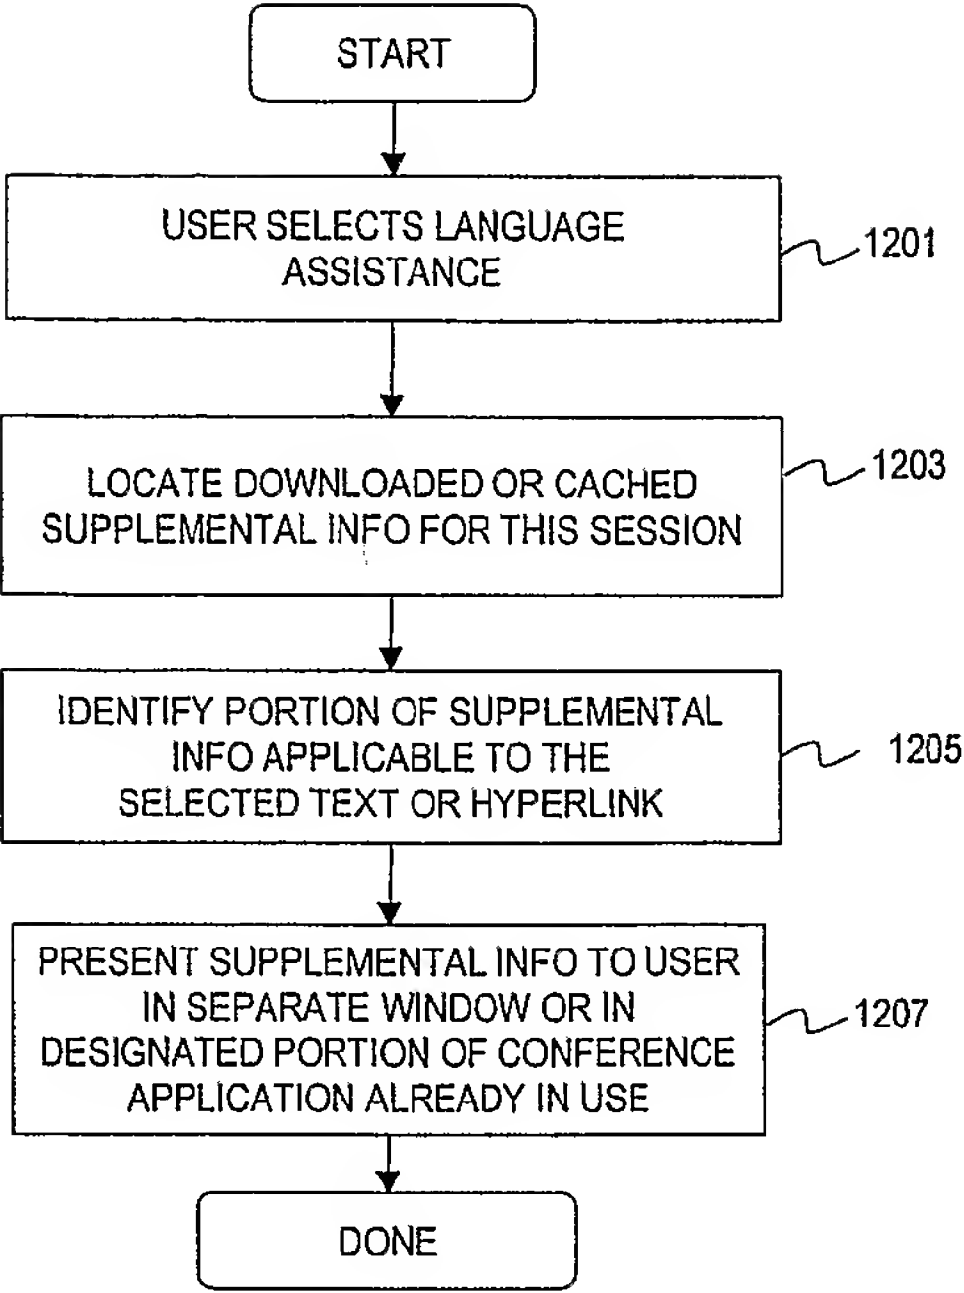 START
USER SELECTS LANGUAGE
ASSISTANCE
1201
LOCATE DOWNLOADED OR CACHED
SUPPLEMENTAL INFO FOR THIS SESSION
1203
IDENTIFY PORTION OF SUPPLEMENTAL
INFO APPLICABLE TO THE
SELECTED TEXT OR HYPERLINK
1205
PRESENT SUPPLEMENTAL INFO TO USER
IN SEPARATE WINDOW OR IN
DESIGNATED PORTION OF CONFERENCE
APPLICATION ALREADY IN USE
1207
DONE